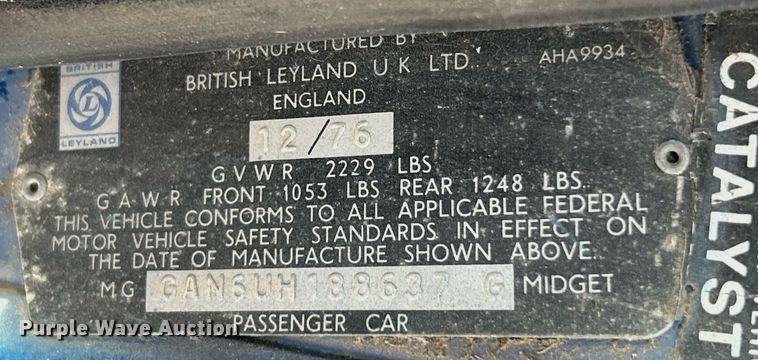 MANUFACTURED BY
BRITISH LEYLAND U K LTD.
AHA9934
ENGLAND
BRITISH
L
LEYLAND
12/76
GVWR 2229 LBS
GAWR FRONT 1053 LBS REAR 1248 LBS.
THIS VEHICLE CONFORMS TO ALL APPLICABLE FEDERAL
MOTOR VEHICLE SAFETY STANDARDS IN EFFECT ON
THE DATE OF MANUFACTURE SHOWN ABOVE.
MG GAN6UH188637 G MIDGET
PASSENGER CAR
CATALYST
Purple Wave Auction